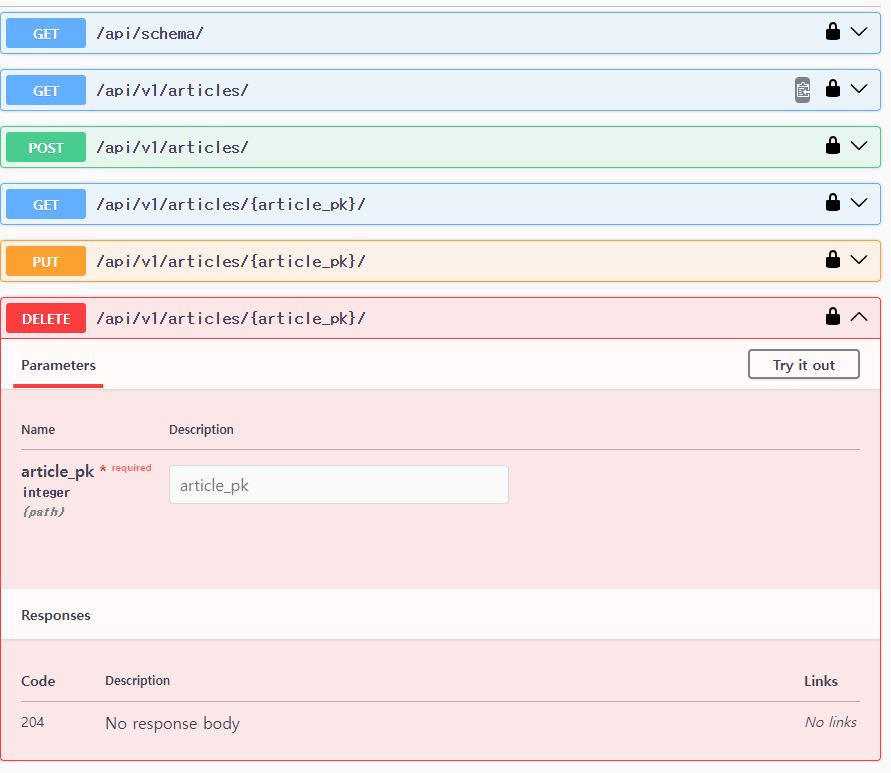 GET /api/schema/
GET /api/v1/articles/
POST /api/v1/articles/
GET /api/v1/articles/{article_pk}/
PUT /api/v1/articles/{article_pk}/
DELETE /api/v1/articles/{article_pk}/
Parameters Try it out
Name Description
article_pk * required article_pk
integer
(path)
Responses
Code Description Links
204 No response body No links